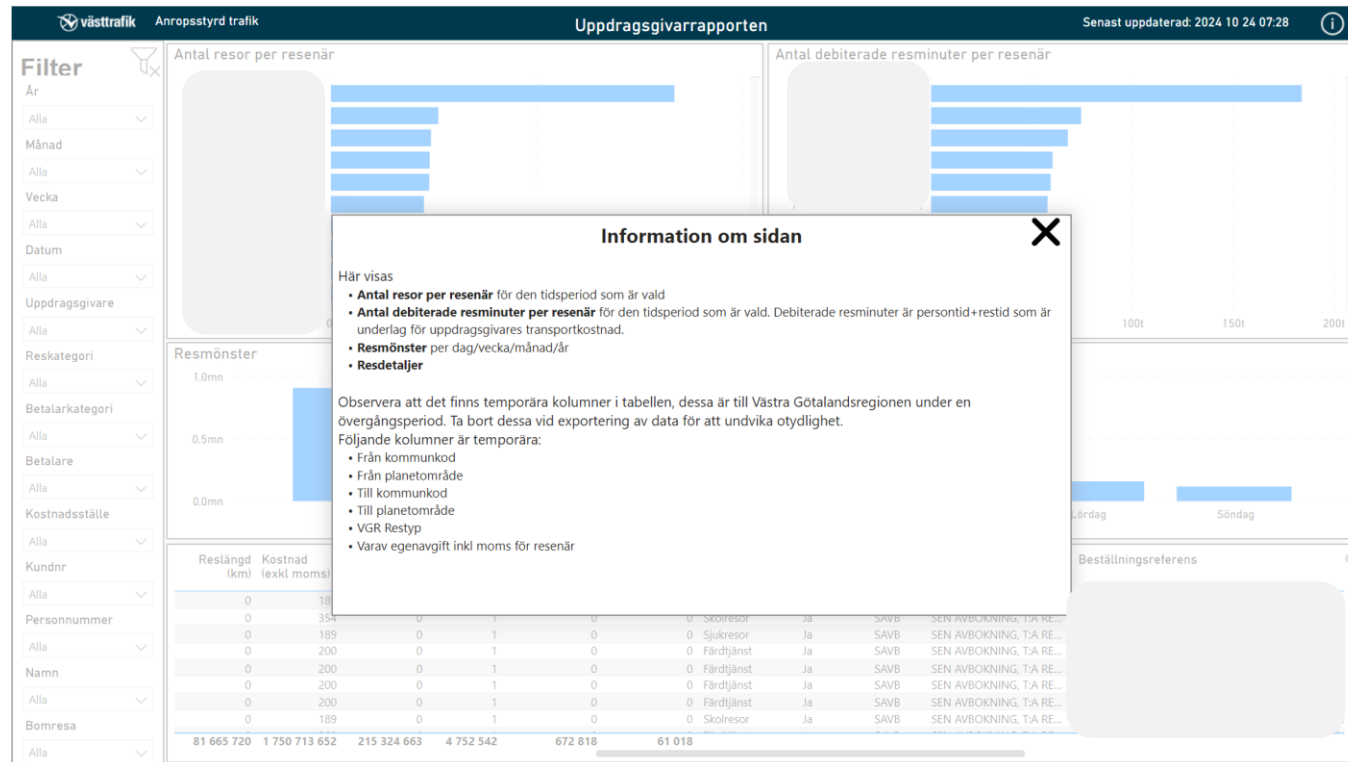 västtrafik Anropsstyrd trafik
Uppdragsgivarrapporten
Senast uppdaterad: 2024 10 24 07:28
Filter
År
Alla
Månad
Alla
Vecka
Alla
Datum
Alla
Uppdragsgivare
Alla
Reskategori
Alla
Betalarkategori
Alla
Betalare
Alla
Kostnadsställe
Alla
Kundnr
Alla
Personnummer
Alla
Namn
Alla
Bomresa
Alla
Antal resor per resenär
0
Antal debiterade resminuter per resenär
100t 150t 200t
Information om sidan
Här visas
• Antal resor per resenär för den tidsperiod som är vald
• Antal debiterade resminuter per resenär för den tidsperiod som är vald. Debiterade resminuter är persontid+restid som är
underlag för uppdragsgivares transportkostnad.
• Resmönster per dag/vecka/månad/år
• Resdetaljer
Observera att det finns temporära kolumner i tabellen, dessa är till Västra Götalandsregionen under en
övergångsperiod. Ta bort dessa vid exportering av data för att undvika otydlighet.
Följande kolumner är temporära:
• Från kommunkod
• Från planetområde
• Till kommunkod
• Till planetområde
• VGR Restyp
• Varav egenavgift inkl moms för resenär
Resmönster
1,0mn
0,5mn
0,0mn
Lördag Söndag
Reslängd Kostnad
(km) (exkl moms)
Beställningsreferens
0 18
0 354 0 1 0 0 Skolresor Ja SAVB SEN AVBOKNING, T:A RE...
0 189 0 1 0 0 Sjukresor Ja SAVB SEN AVBOKNING, T:A RE...
0 200 0 1 0 0 Färdtjänst Ja SAVB SEN AVBOKNING, T:A RE...
0 200 0 1 0 0 Färdtjänst Ja SAVB SEN AVBOKNING, T:A RE...
0 200 0 1 0 0 Färdtjänst Ja SAVB SEN AVBOKNING, T:A RE...
0 200 0 1 0 0 Färdtjänst Ja SAVB SEN AVBOKNING, T:A RE...
0 189 0 1 0 0 Skolresor Ja SAVB SEN AVBOKNING, T:A RE...
81 665 720 1 750 713 652 215 324 663 4 752 542 672 818 61 018